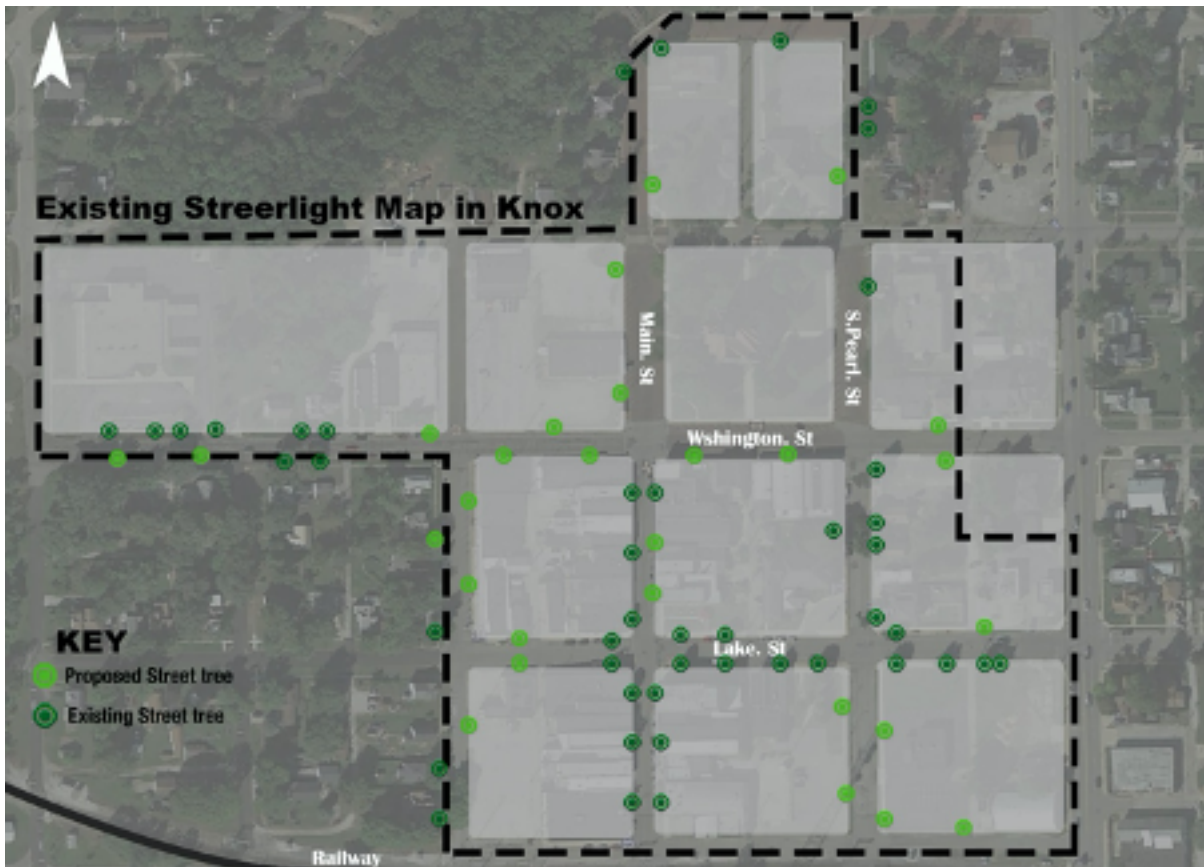 Existing Streerlight Map in Knox
Main. St
S.Pearl. St
Wshington. St
Lake. St
KEY
Proposed Street tree
Existing Street tree
Railway